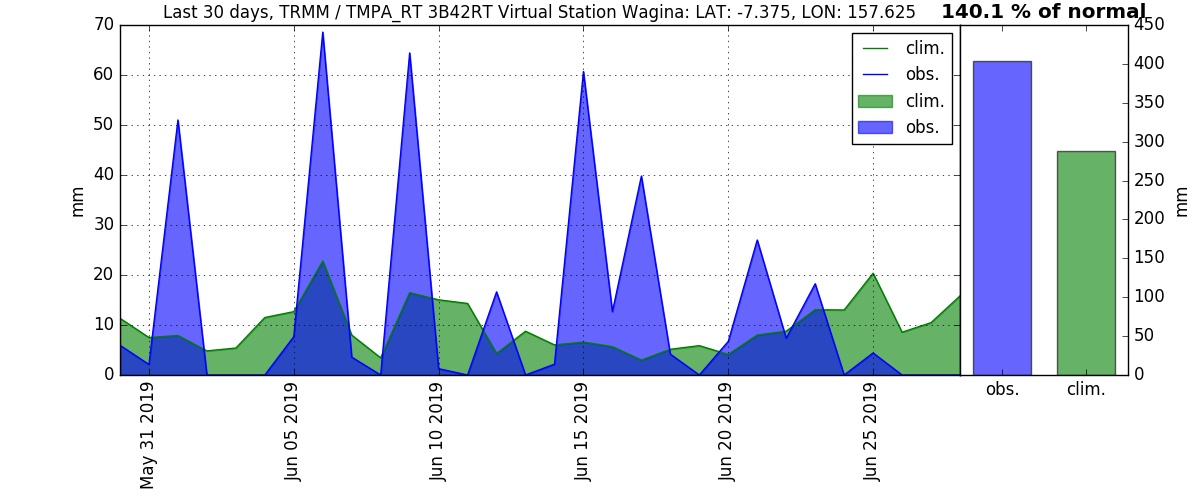 Last 30 days, TRMM / TMPA_RT 3B42RT Virtual Station Wagina: LAT: -7.375, LON: 157.625
140.1 % of normal
70
60
50
40
30
20
10
0
mm
clim.
obs.
clim.
obs.
May 31 2019
Jun 05 2019
Jun 10 2019
Jun 15 2019
Jun 20 2019
Jun 25 2019
450
400
350
300
250
200
150
100
50
0
mm
obs.
clim.